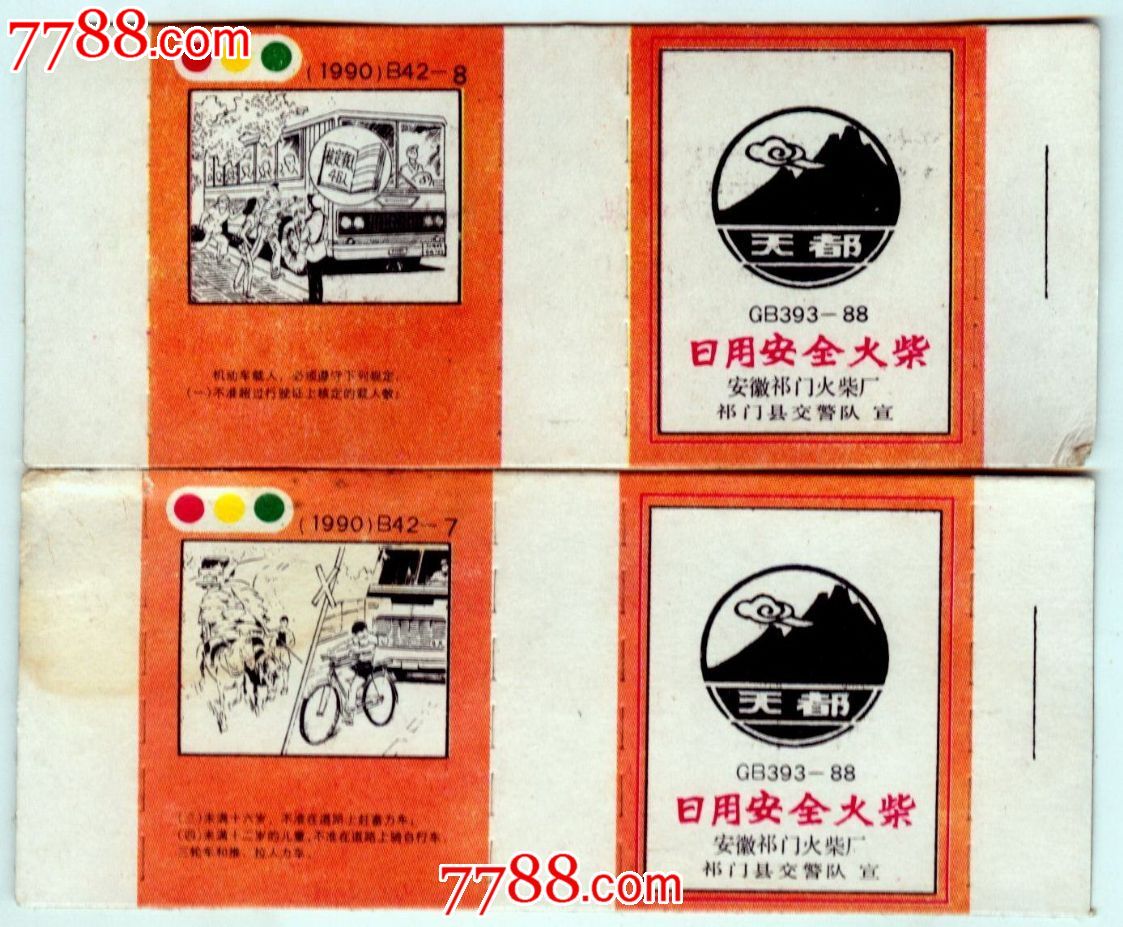 7788.com
(1990)B42-8
核定载
48人
机动车载人，必须遵守下列规定。
(一)不准超过行驶证上核定的载人数；
天都
GB393-88
日用安全火柴
安徽祁门火柴厂
祁门县交警队 宣
(1990)B42-7
(三)未满十六岁，不准在道路上赶畜力车。
(四)未满十二岁的儿童，不准在道路上骑自行车、
三轮车和推、拉人力车。
天都
GB393-88
日用安全火柴
安徽祁门火柴厂
祁门县交警队 宣
7788.com